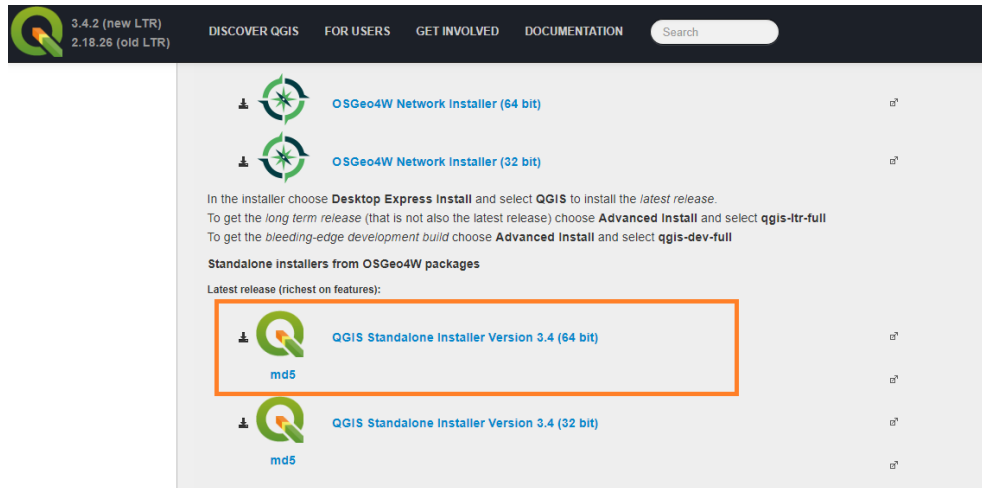 3.4.2 (new LTR)
2.18.26 (old LTR)
DISCOVER QGIS FOR USERS GET INVOLVED DOCUMENTATION Search
OSGeo4W Network Installer (64 bit)
OSGeo4W Network Installer (32 bit)
In the installer choose Desktop Express Install and select QGIS to install the latest release.
To get the long term release (that is not also the latest release) choose Advanced Install and select qgis-ltr-full
To get the bleeding-edge development build choose Advanced Install and select qgis-dev-full
Standalone installers from OSGeo4W packages
Latest release (richest on features):
QGIS Standalone Installer Version 3.4 (64 bit)
md5
QGIS Standalone Installer Version 3.4 (32 bit)
md5